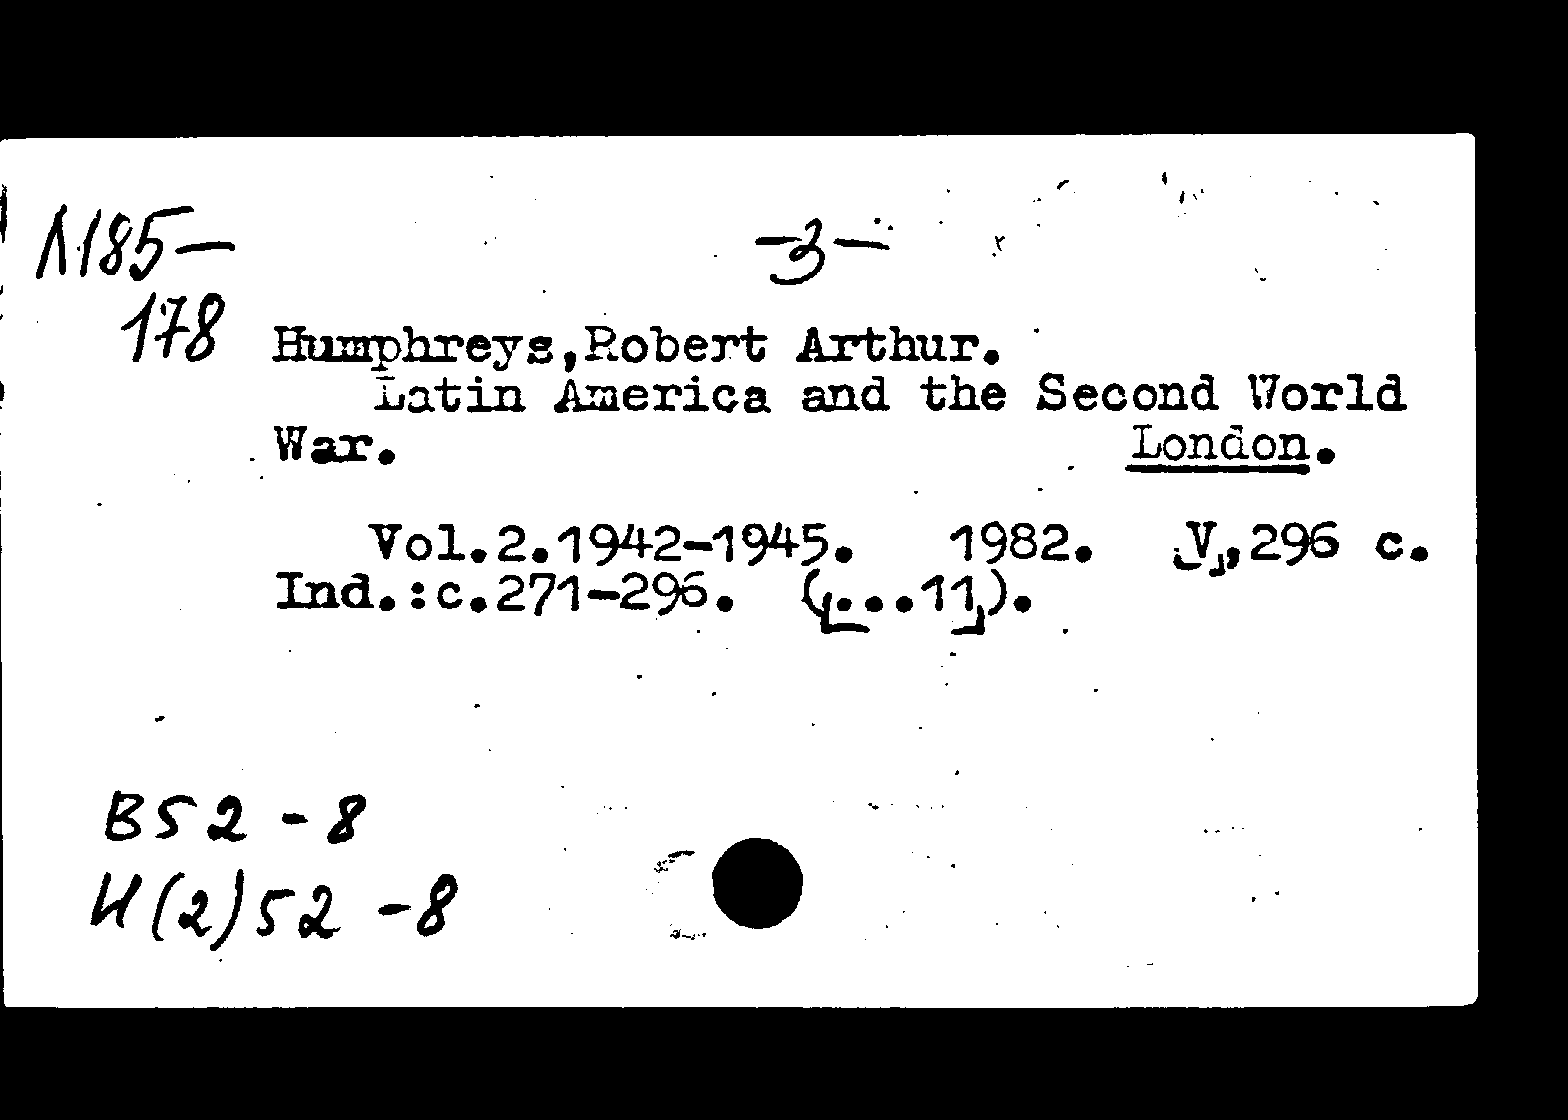 Л185-
-3-
178
Humphreys,Robert Arthur.
Latin America and the Second World
War. London.
Vol.2.1942-1945. 1982. [V],296 c.
Ind.:c.271-296. ([...11]).
В52-8
И(2)52-8